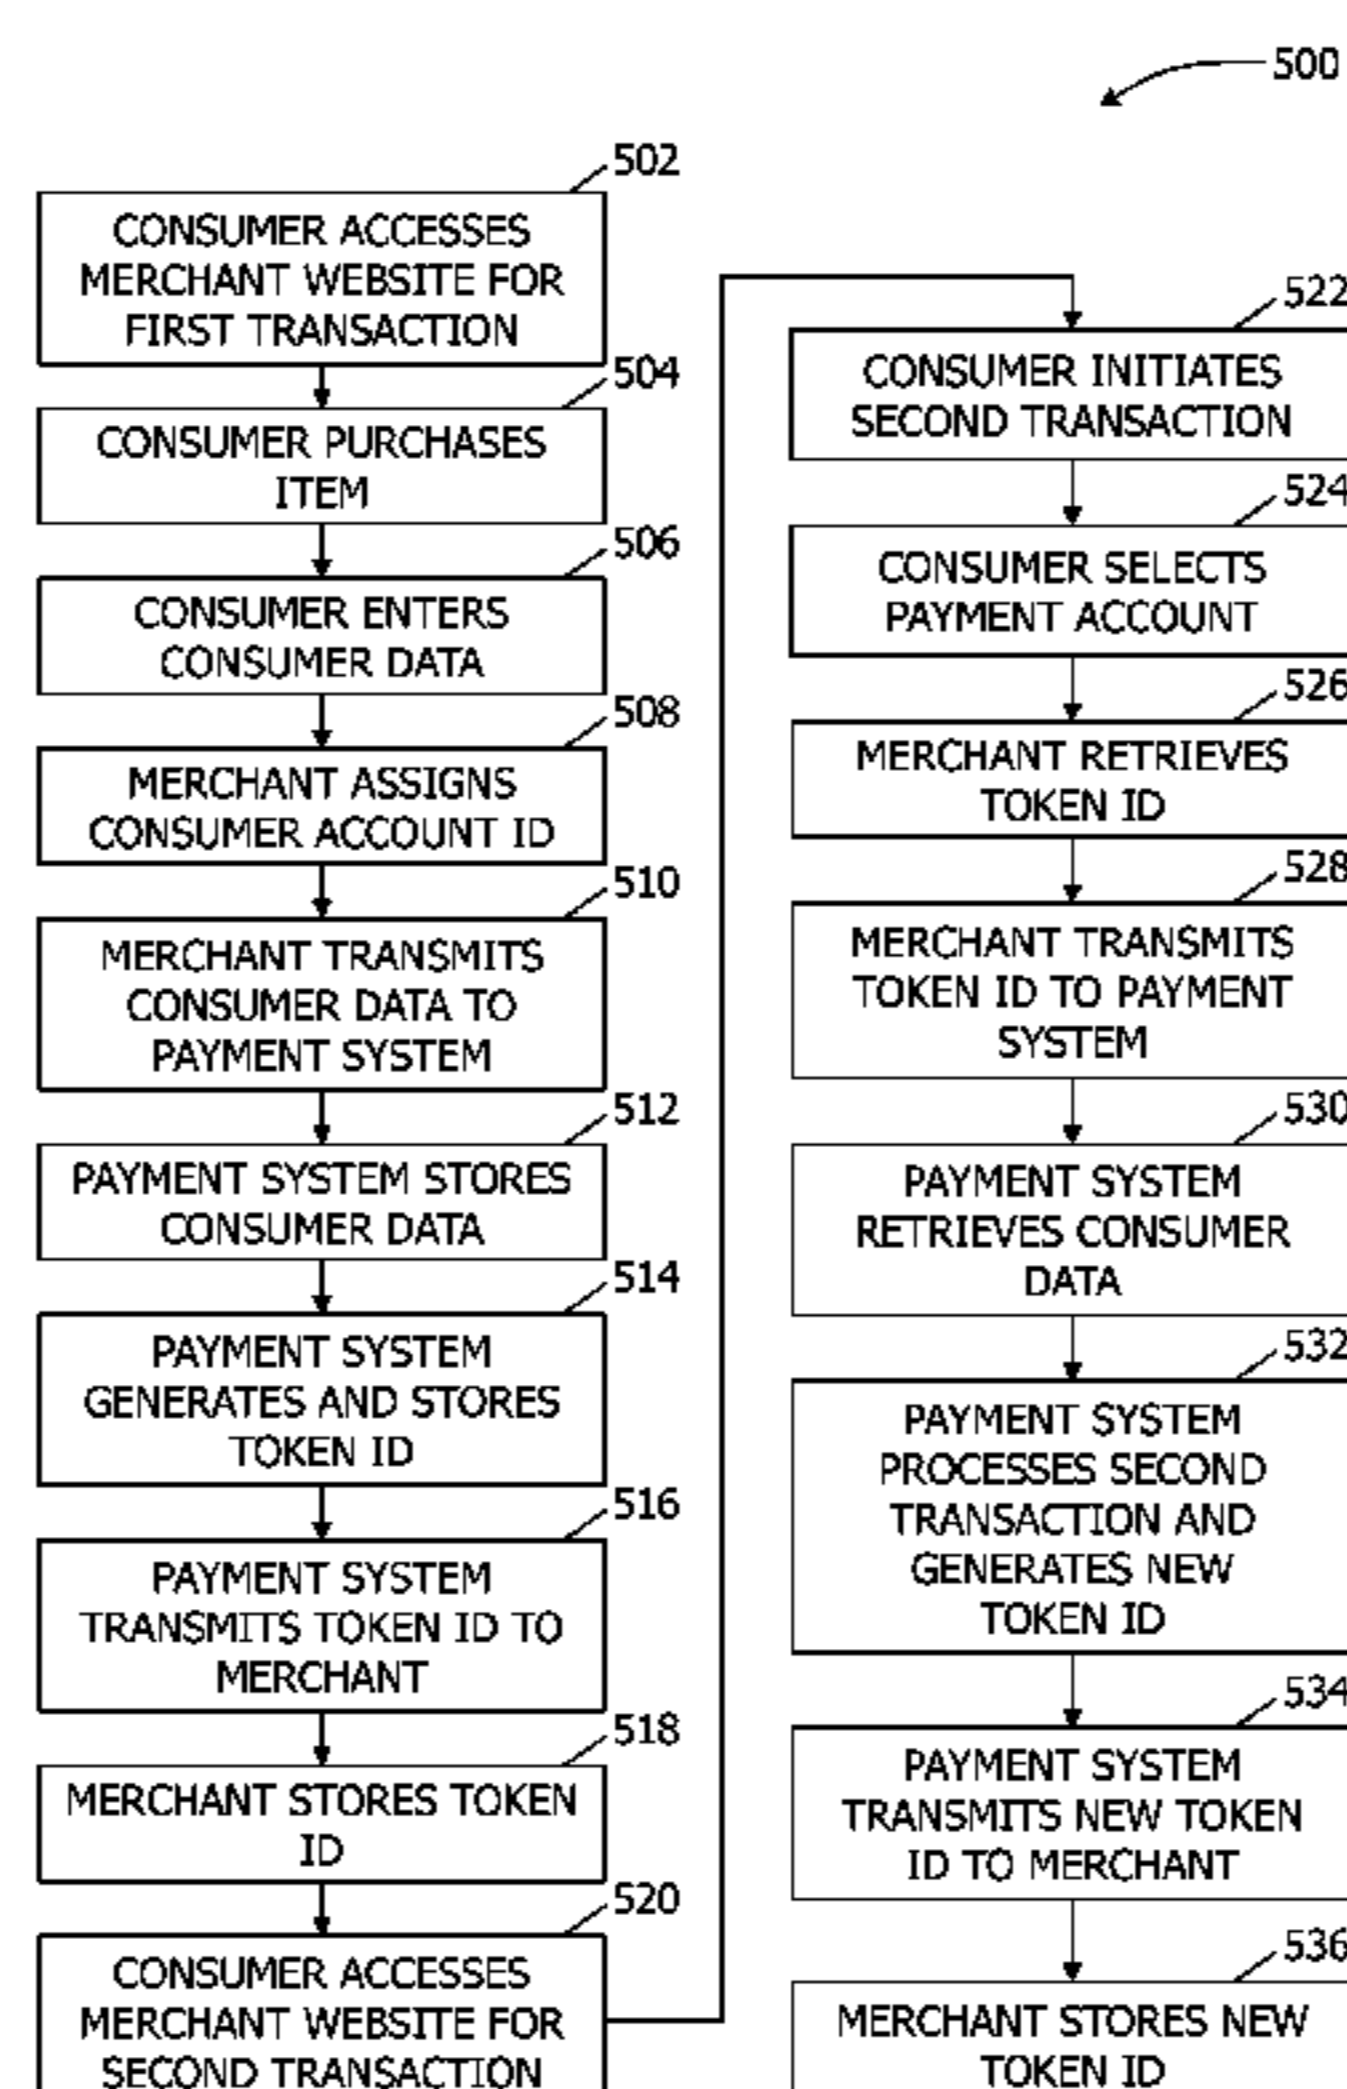 500
502
CONSUMER ACCESSES
MERCHANT WEBSITE FOR
FIRST TRANSACTION
504
CONSUMER PURCHASES
ITEM
506
CONSUMER ENTERS
CONSUMER DATA
508
MERCHANT ASSIGNS
CONSUMER ACCOUNT ID
510
MERCHANT TRANSMITS
CONSUMER DATA TO
PAYMENT SYSTEM
512
PAYMENT SYSTEM STORES
CONSUMER DATA
514
PAYMENT SYSTEM
GENERATES AND STORES
TOKEN ID
516
PAYMENT SYSTEM
TRANSMITS TOKEN ID TO
MERCHANT
518
MERCHANT STORES TOKEN
ID
520
CONSUMER ACCESSES
MERCHANT WEBSITE FOR
SECOND TRANSACTION
522
CONSUMER INITIATES
SECOND TRANSACTION
524
CONSUMER SELECTS
PAYMENT ACCOUNT
526
MERCHANT RETRIEVES
TOKEN ID
528
MERCHANT TRANSMITS
TOKEN ID TO PAYMENT
SYSTEM
530
PAYMENT SYSTEM
RETRIEVES CONSUMER
DATA
532
PAYMENT SYSTEM
PROCESSES SECOND
TRANSACTION AND
GENERATES NEW
TOKEN ID
534
PAYMENT SYSTEM
TRANSMITS NEW TOKEN
ID TO MERCHANT
536
MERCHANT STORES NEW
TOKEN ID